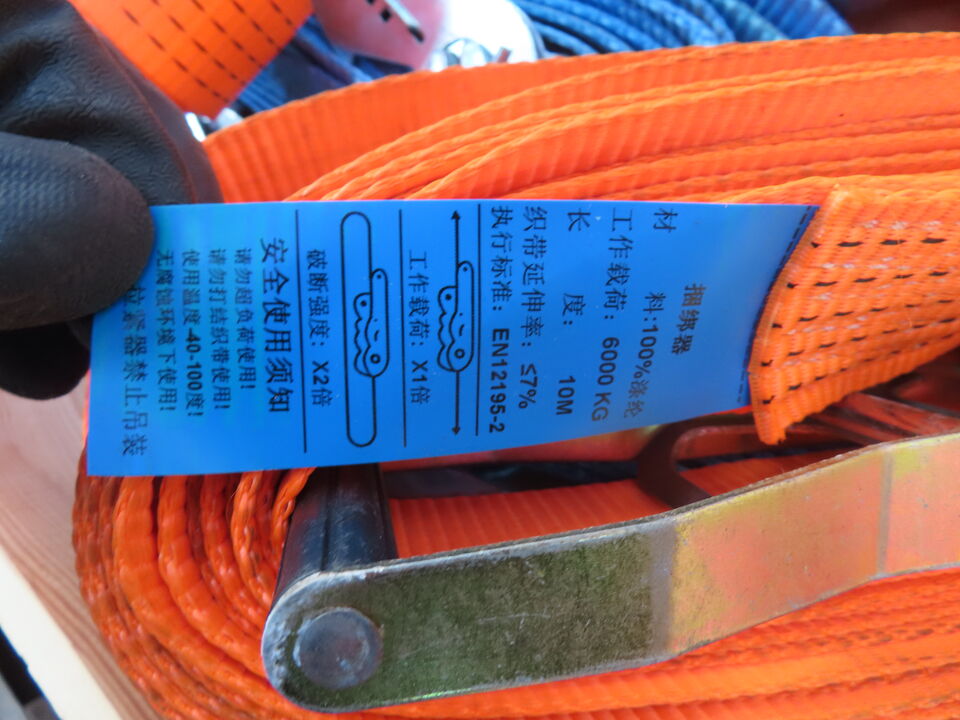 捆绑器
材 料:100%涤纶
工作载荷: 6000 KG
长 度: 10M
织带延伸率: ≤7%
执行标准: EN12195-2
工作载荷: X1倍
破断强度: X2倍
安全使用须知
请勿超负荷使用!
请勿打结织带使用!
使用温度-40-100度!
无腐蚀环境下使用!
拉紧器禁止吊装